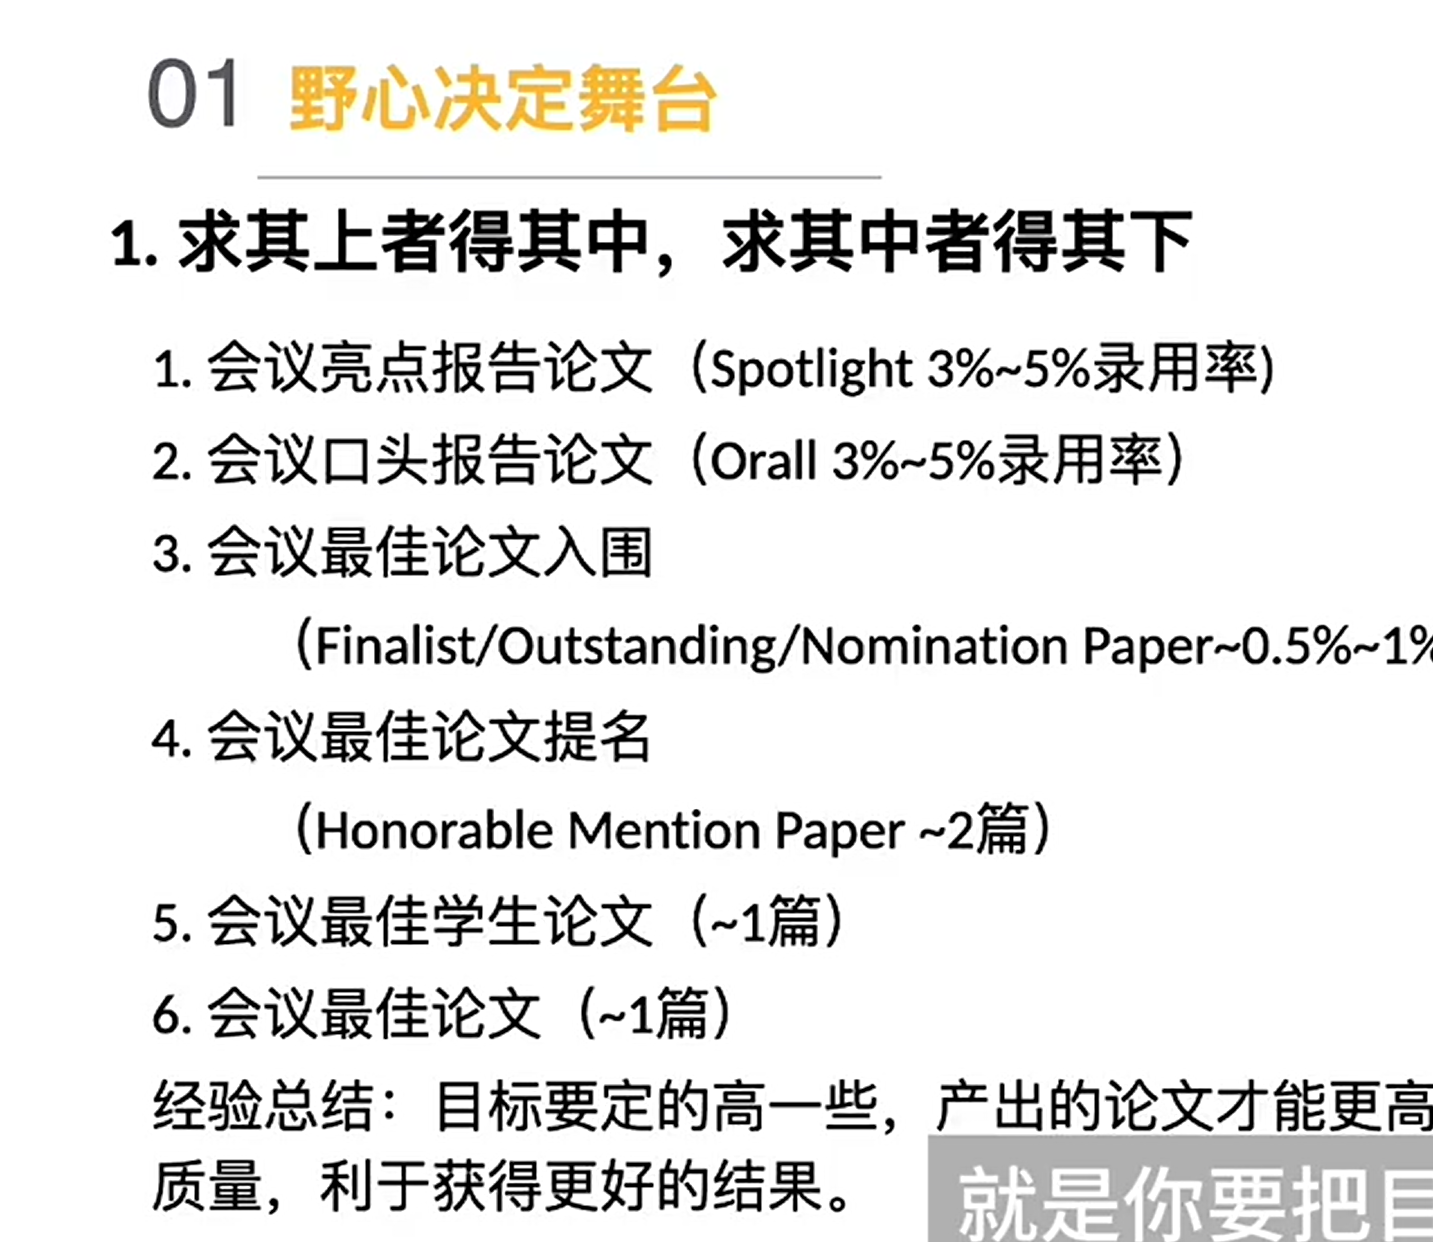 01 野心决定舞台
1. 求其上者得其中，求其中者得其下
1. 会议亮点报告论文（Spotlight 3%~5%录用率)
2. 会议口头报告论文（Orall 3%~5%录用率）
3. 会议最佳论文入围
（Finalist/Outstanding/Nomination Paper~0.5%~1%
4. 会议最佳论文提名
（Honorable Mention Paper ~2篇）
5. 会议最佳学生论文（~1篇）
6. 会议最佳论文（~1篇）
经验总结：目标要定的高一些，产出的论文才能更高
质量，利于获得更好的结果。
就是你要把目